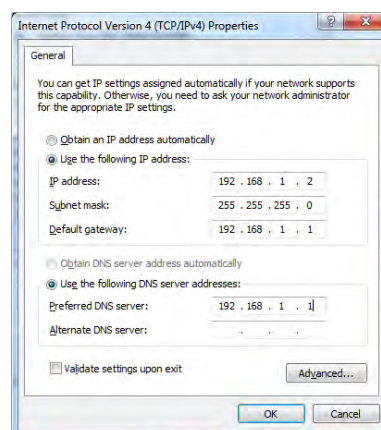 Internet Protocol Version 4 (TCP/IPv4) Properties
General
You can get IP settings assigned automatically if your network supports
this capability. Otherwise, you need to ask your network administrator
for the appropriate IP settings.
Obtain an IP address automatically
Use the following IP address:
IP address: 192 . 168 . 1 . 2
Subnet mask: 255 . 255 . 255 . 0
Default gateway: 192 . 168 . 1 . 1
Obtain DNS server address automatically
Use the following DNS server addresses:
Preferred DNS server: 192 . 168 . 1 . 1
Alternate DNS server: . . .
Validate settings upon exit
Advanced...
OK Cancel